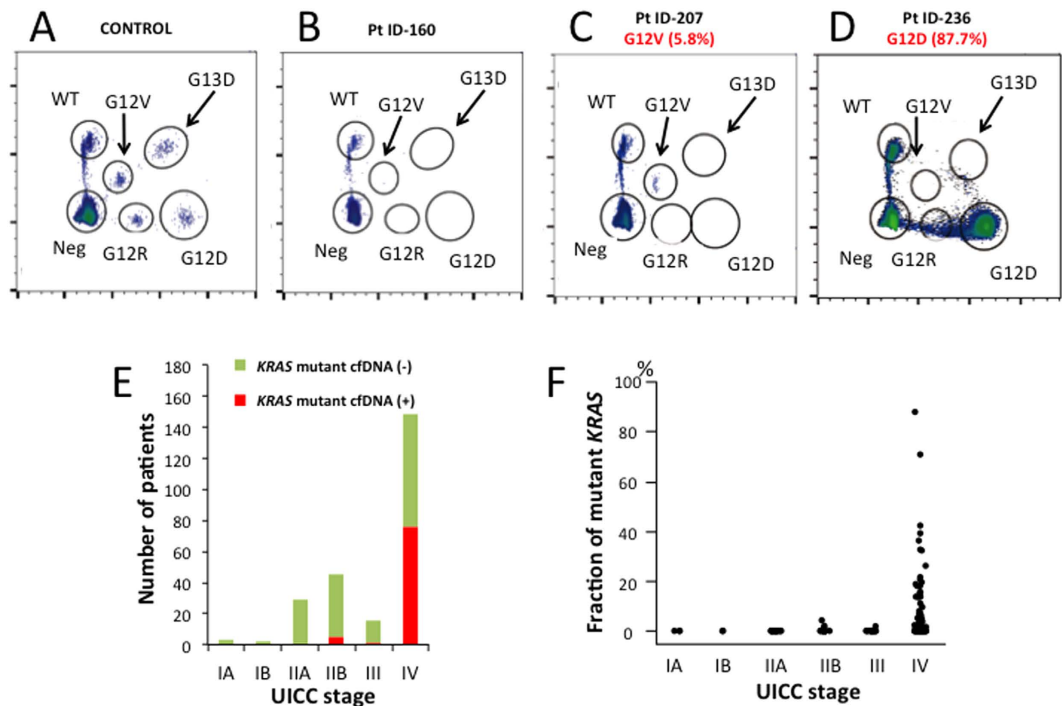 A
CONTROL
WT
G12V
G13D
Neg
G12R
G12D
B
Pt ID-160
WT
G12V
G13D
Neg
G12R
G12D
C
Pt ID-207
G12V (5.8%)
WT
G12V
G13D
Neg
G12R
G12D
D
Pt ID-236
G12D (87.7%)
WT
G12V
G13D
Neg
G12R
G12D
E
KRAS mutant cfDNA (-)
KRAS mutant cfDNA (+)
Number of patients
180
160
140
120
100
80
60
40
20
0
IA IB IIA IIB III IV
UICC stage
F
%
Fraction of mutant KRAS
100
80
60
40
20
0
IA IB IIA IIB III IV
UICC stage